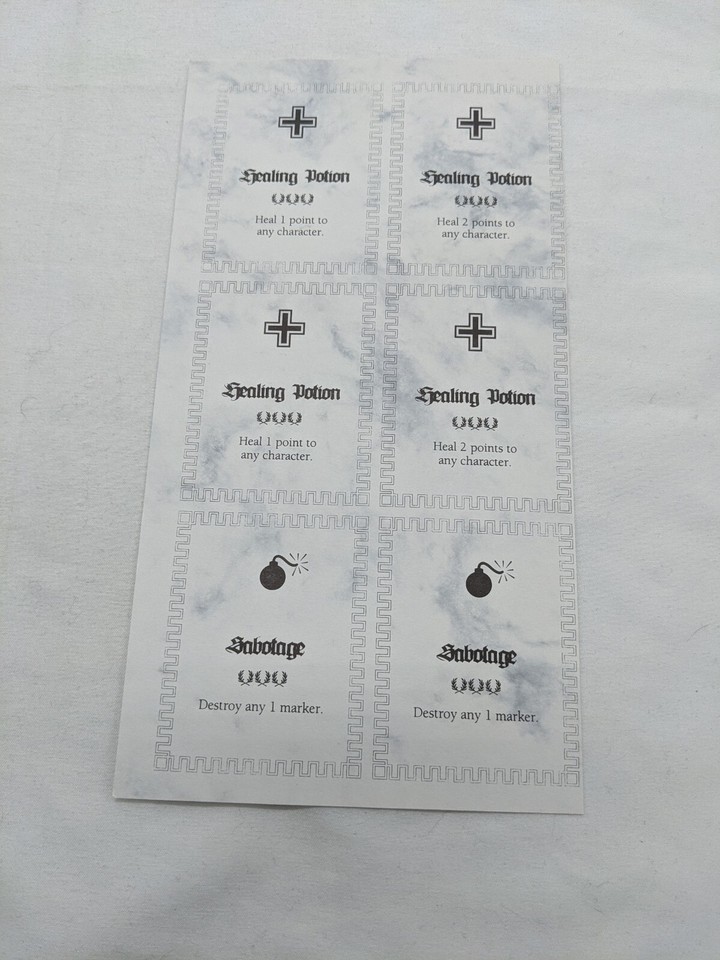 Healing Potion
Heal 1 point to
any character.
Healing Potion
Heal 2 points to
any character.
Healing Potion
Heal 1 point to
any character.
Healing Potion
Heal 2 points to
any character.
Sabotage
Destroy any 1 marker.
Sabotage
Destroy any 1 marker.